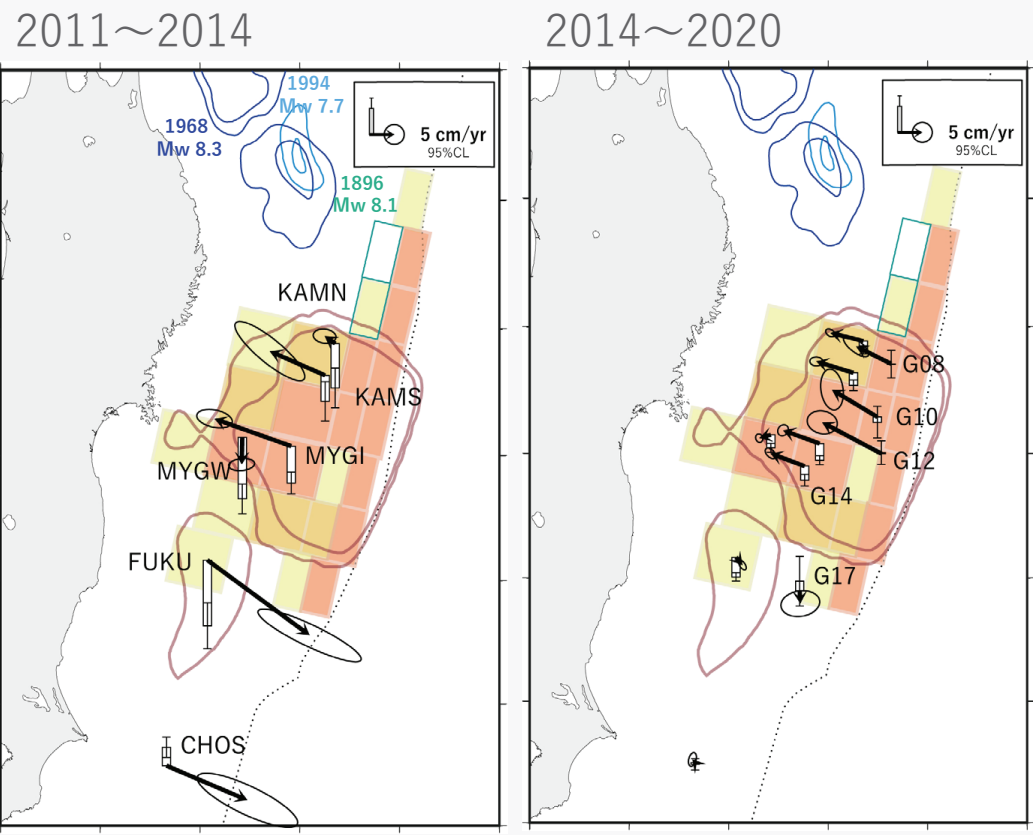 2011～2014
1994
Mw 7.7
1968
Mw 8.3
5 cm/yr
95%CL
1896
Mw 8.1
KAMN
KAMS
MYGI
MYGW
FUKU
CHOS
2014～2020
5 cm/yr
95%CL
G08
G10
G12
G14
G17